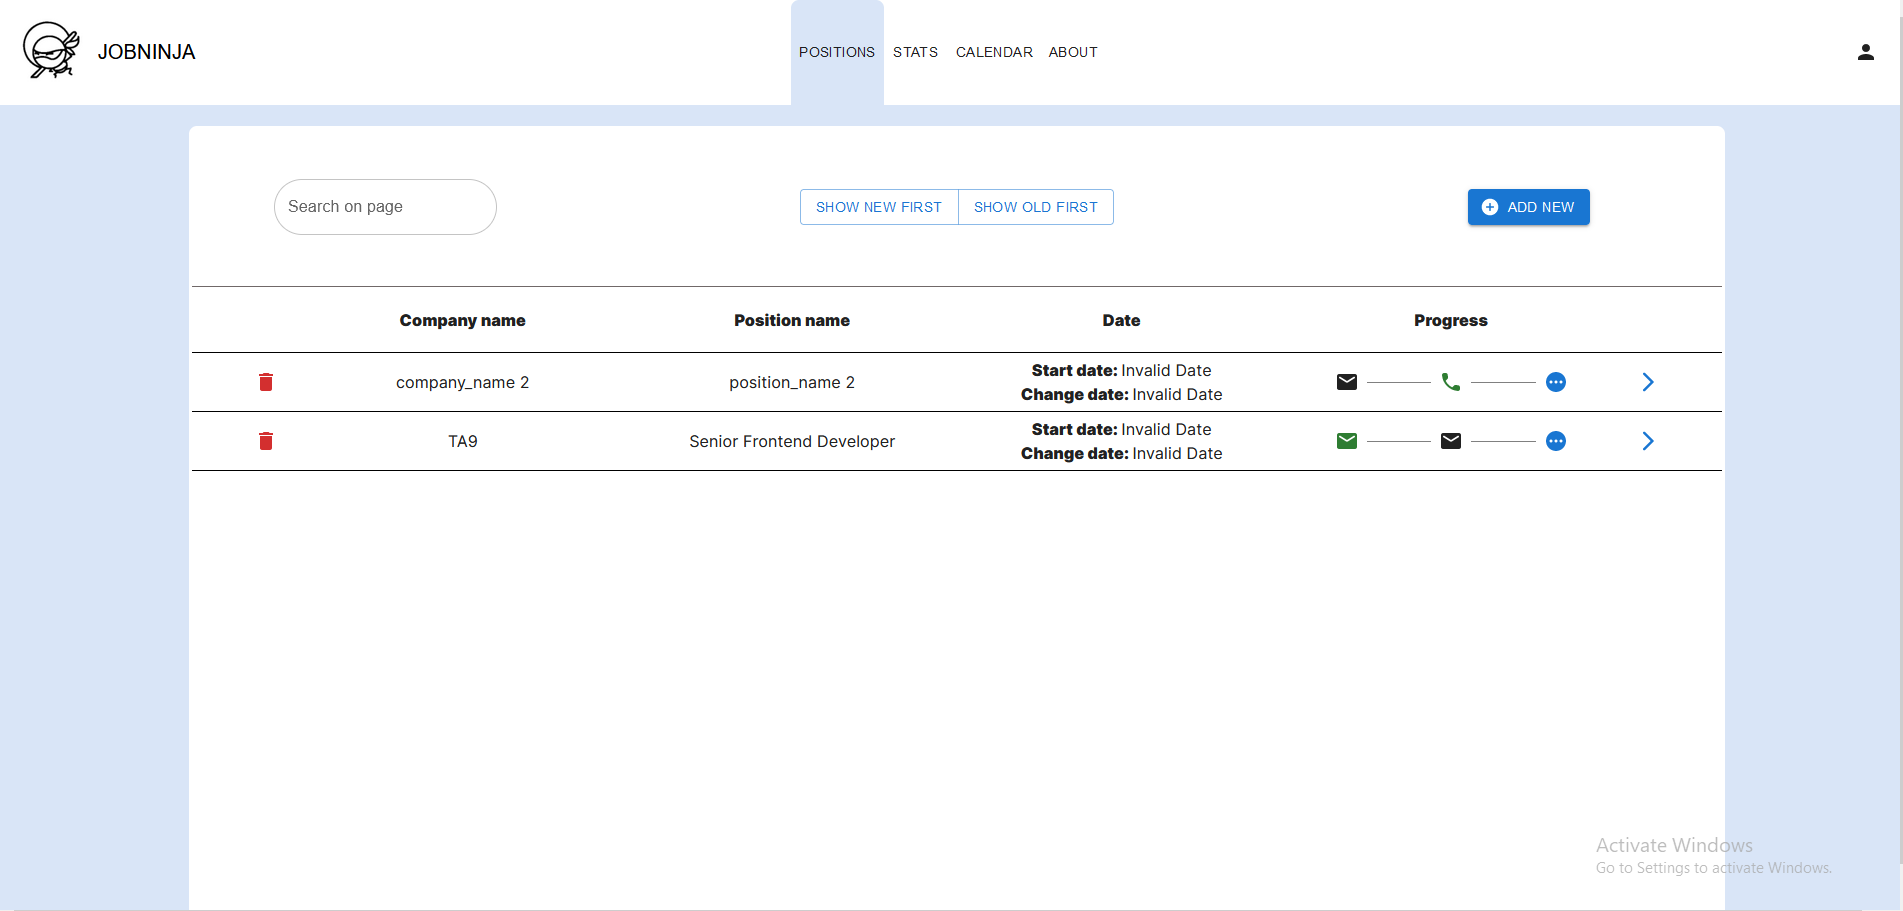 JOBNINJA
POSITIONS STATS CALENDAR ABOUT
Search on page
SHOW NEW FIRST SHOW OLD FIRST
ADD NEW
Company name Position name Date Progress
company_name 2 position_name 2 Start date: Invalid Date
Change date: Invalid Date
TA9 Senior Frontend Developer Start date: Invalid Date
Change date: Invalid Date
Activate Windows
Go to Settings to activate Windows.